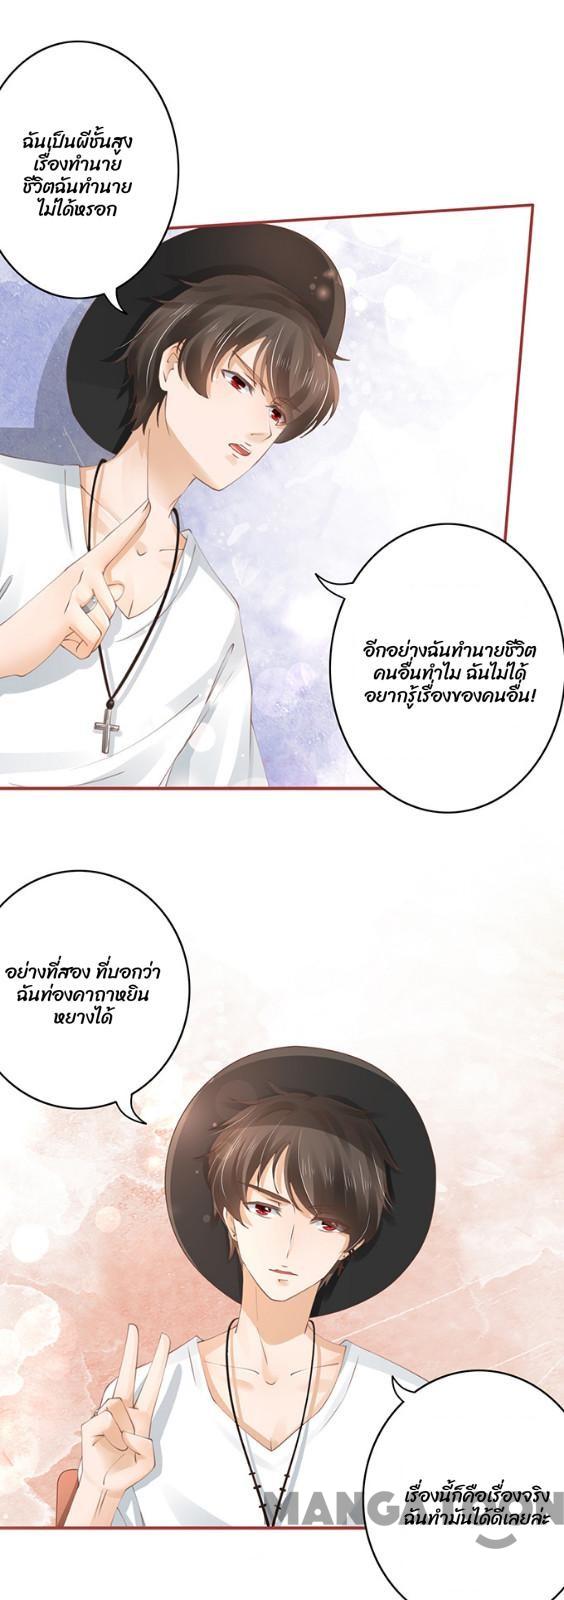 ฉันเป็นผีชั้นสูง
เรื่องทำนาย
ชีวิตฉันทำนาย
ไม่ได้หรอก
อีกอย่างฉันทำนายชีวิต
คนอื่นทำไม ฉันไม่ได้
อยากรู้เรื่องของคนอื่น!
อย่างที่สอง ที่บอกว่า
ฉันท่องคาถาหยิน
หยางได้
เรื่องนี้ก็คือเรื่องจริง
ฉันทำมันได้ดีเลยล่ะ
MANGATOON